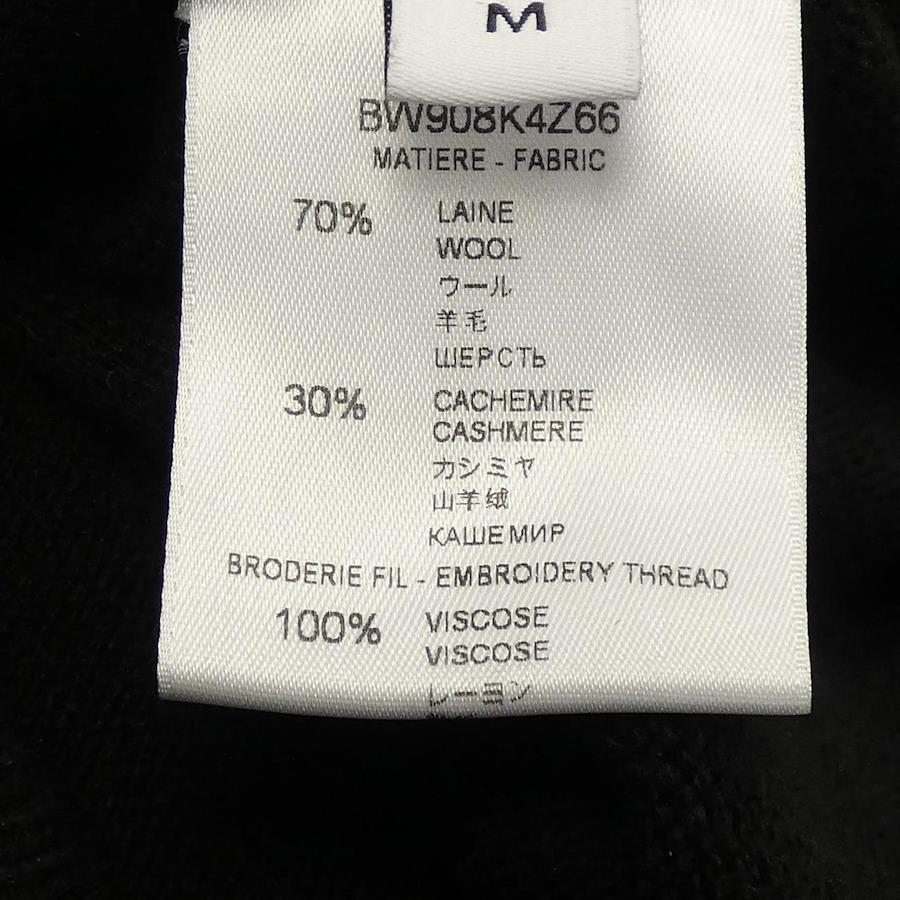 M
BW908K4Z66
MATIERE - FABRIC
70% LAINE
WOOL
ウール
羊毛
ШЕРСТЬ
30% CACHEMIRE
CASHMERE
カシミヤ
山羊绒
КАШЕМИР
BRODERIE FIL - EMBROIDERY THREAD
100% VISCOSE
VISCOSE
レーヨン